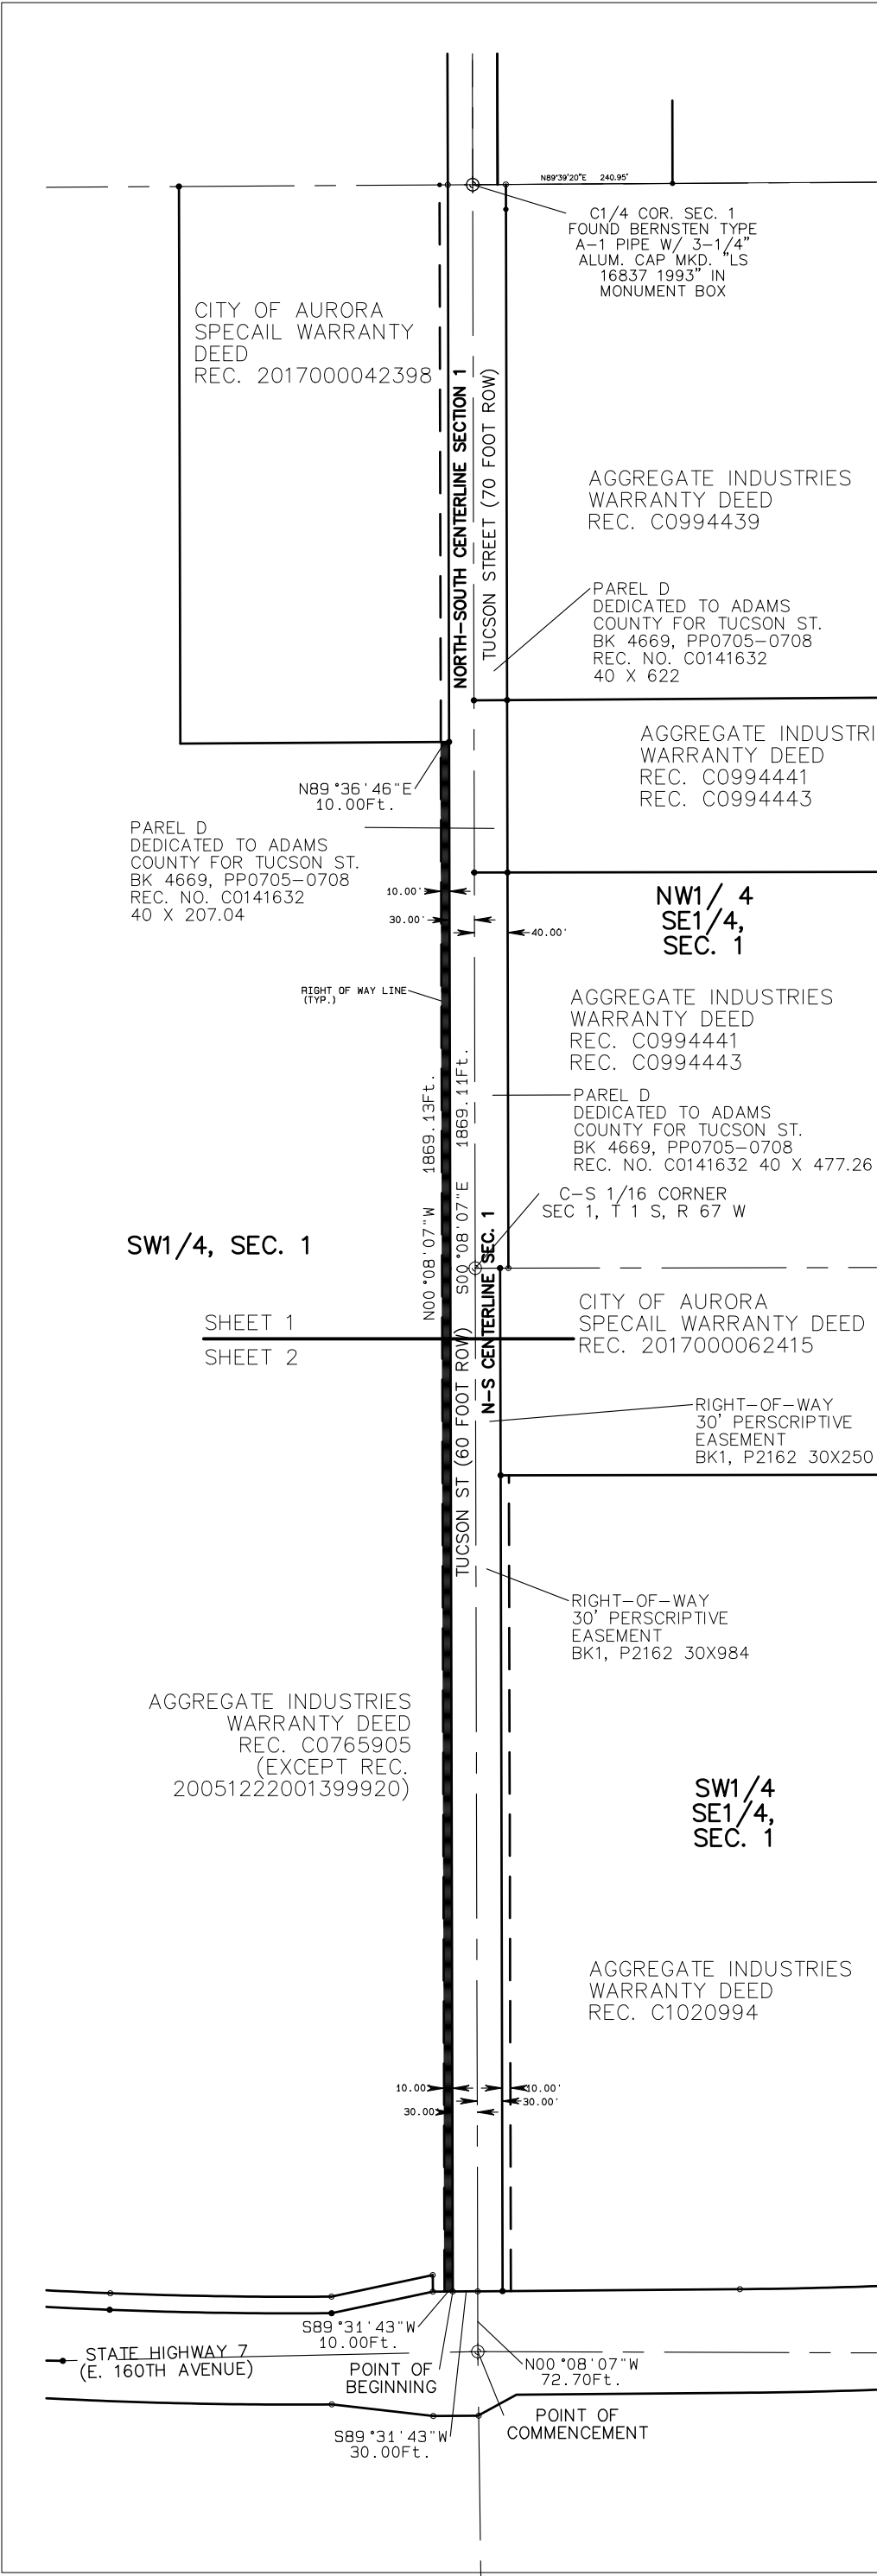 N89°39'20"E 240.95'
C1/4 COR. SEC. 1
FOUND BERNSTEN TYPE
A-1 PIPE W/ 3-1/4"
ALUM. CAP MKD. "LS
16837 1993" IN
MONUMENT BOX
CITY OF AURORA
SPECAIL WARRANTY
DEED
REC. 2017000042398
NORTH-SOUTH CENTERLINE SECTION 1
TUCSON STREET (70 FOOT ROW)
AGGREGATE INDUSTRIES
WARRANTY DEED
REC. C0994439
PAREL D
DEDICATED TO ADAMS
COUNTY FOR TUCSON ST.
BK 4669, PP0705-0708
REC. NO. C0141632
40 X 622
AGGREGATE INDUSTRI
WARRANTY DEED
REC. C0994441
REC. C0994443
N89°36'46"E
10.00Ft.
PAREL D
DEDICATED TO ADAMS
COUNTY FOR TUCSON ST.
BK 4669, PP0705-0708
REC. NO. C0141632
40 X 207.04
10.00'
30.00'
40.00'
NW1/ 4
SE1/4,
SEC. 1
RIGHT OF WAY LINE
(TYP.)
AGGREGATE INDUSTRIES
WARRANTY DEED
REC. C0994441
REC. C0994443
N00°08'07"W 1869.13Ft.
S00°08'07"E 1869.11Ft.
PAREL D
DEDICATED TO ADAMS
COUNTY FOR TUCSON ST.
BK 4669, PP0705-0708
REC. NO. C0141632 40 X 477.26
C-S 1/16 CORNER
SEC 1, T 1 S, R 67 W
SW1/4, SEC. 1
N-S CENTERLINE SEC. 1
TUCSON ST (60 FOOT ROW)
SHEET 1
SHEET 2
CITY OF AURORA
SPECAIL WARRANTY DEED
REC. 2017000062415
RIGHT-OF-WAY
30' PERSCRIPTIVE
EASEMENT
BK1, P2162 30X250
RIGHT-OF-WAY
30' PERSCRIPTIVE
EASEMENT
BK1, P2162 30X984
AGGREGATE INDUSTRIES
WARRANTY DEED
REC. C0765905
(EXCEPT REC.
20051222001399920)
SW1/4
SE1/4,
SEC. 1
AGGREGATE INDUSTRIES
WARRANTY DEED
REC. C1020994
10.00'
10.00'
30.00'
30.00'
S89°31'43"W
10.00Ft.
STATE HIGHWAY 7
(E. 160TH AVENUE)
POINT OF
BEGINNING
N00°08'07"W
72.70Ft.
POINT OF
COMMENCEMENT
S89°31'43"W
30.00Ft.